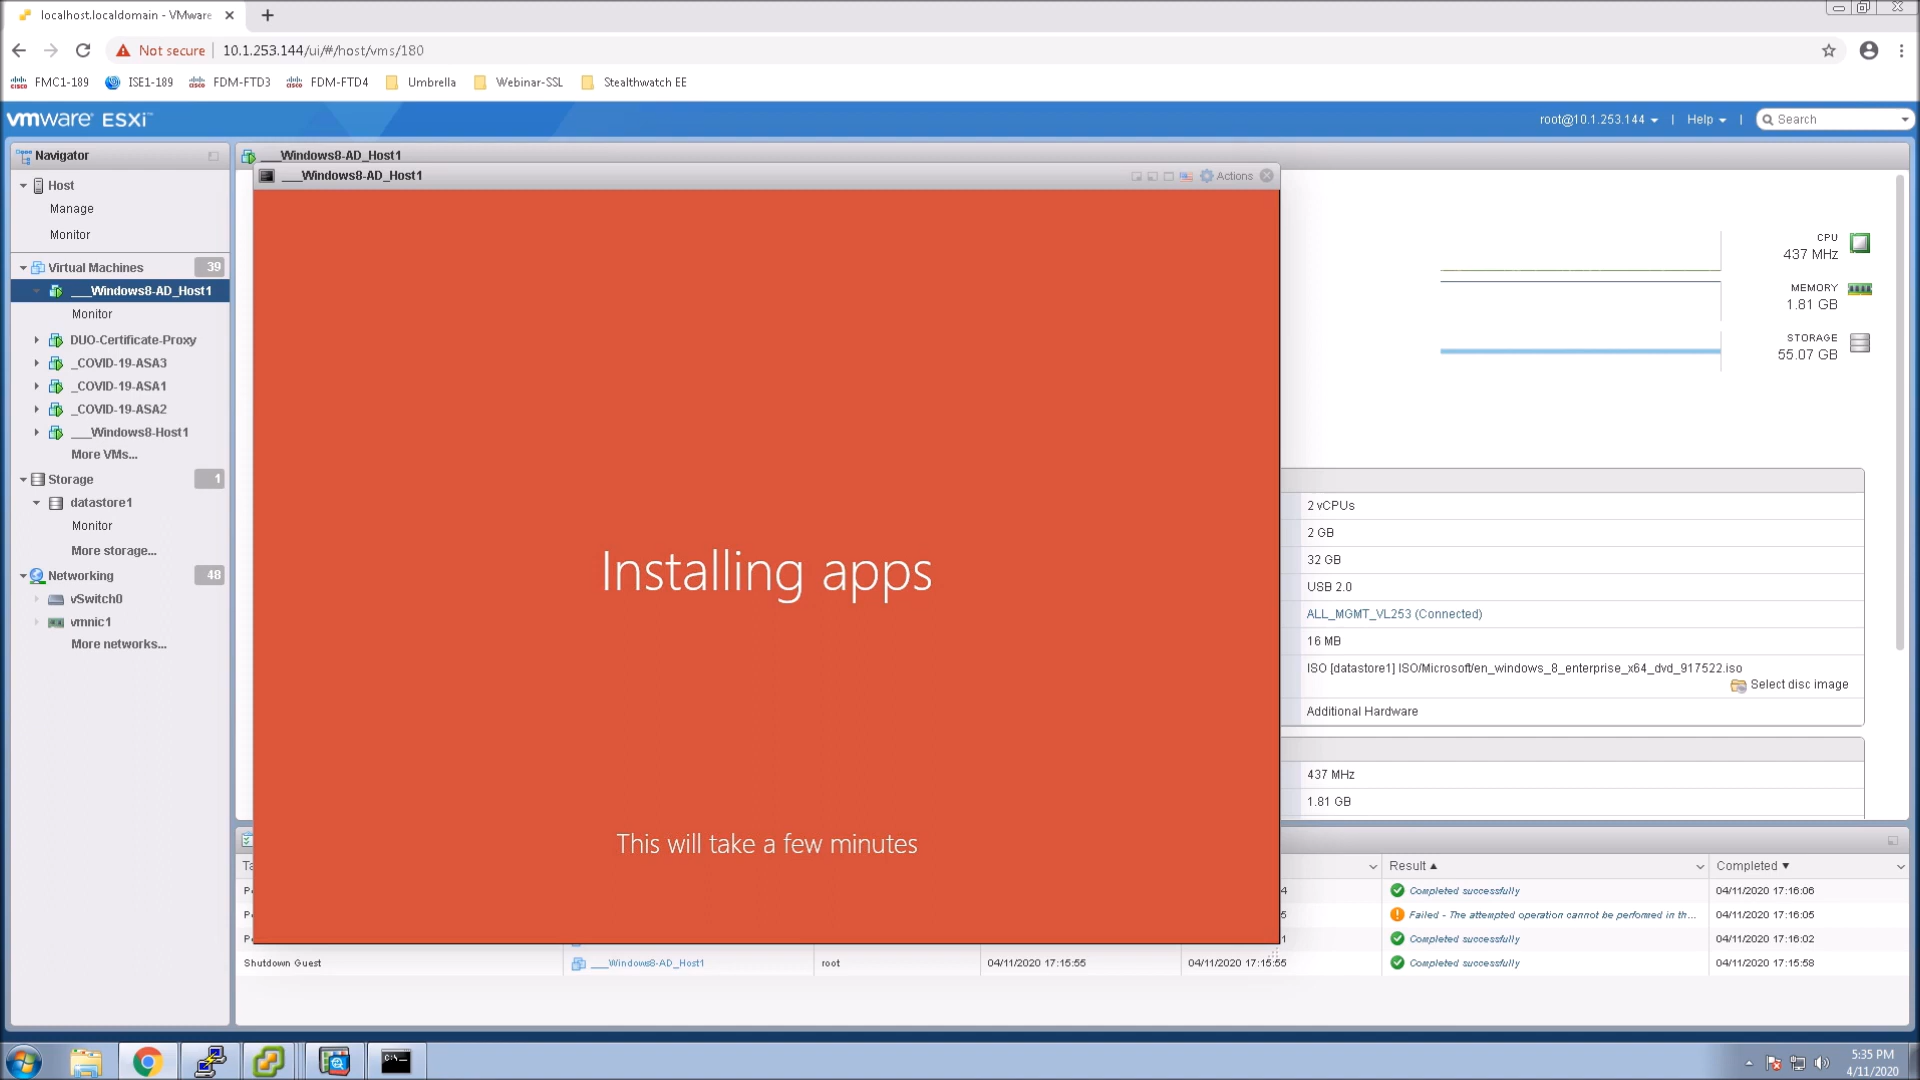 localhost.localdomain - VMware
Not secure | 10.1.253.144/ui/#/host/vms/180
FMC1-189 ISE1-189 FDM-FTD3 FDM-FTD4 Umbrella Webinar-SSL Stealthwatch EE
vmware ESXi
root@10.1.253.144 | Help | Search
Navigator
Host
Manage
Monitor
Virtual Machines 39
___Windows8-AD_Host1
Monitor
DUO-Certificate-Proxy
_COVID-19-ASA3
_COVID-19-ASA1
_COVID-19-ASA2
___Windows8-Host1
More VMs...
Storage 1
datastore1
Monitor
More storage...
Networking 48
vSwitch0
vmnic1
More networks...
___Windows8-AD_Host1
___Windows8-AD_Host1 Actions
Installing apps
This will take a few minutes
CPU
437 MHz
MEMORY
1.81 GB
STORAGE
55.07 GB
2 vCPUs
2 GB
32 GB
USB 2.0
ALL_MGMT_VL253 (Connected)
16 MB
ISO [datastore1] ISO/Microsoft/en_windows_8_enterprise_x64_dvd_917522.iso
Select disc image
Additional Hardware
437 MHz
1.81 GB
Result Completed
Completed successfully 04/11/2020 17:16:06
Failed - The attempted operation cannot be performed in th... 04/11/2020 17:16:05
Completed successfully 04/11/2020 17:16:02
Shutdown Guest ___Windows8-AD_Host1 root 04/11/2020 17:15:55 04/11/2020 17:15:55 Completed successfully 04/11/2020 17:15:58
5:35 PM
4/11/2020